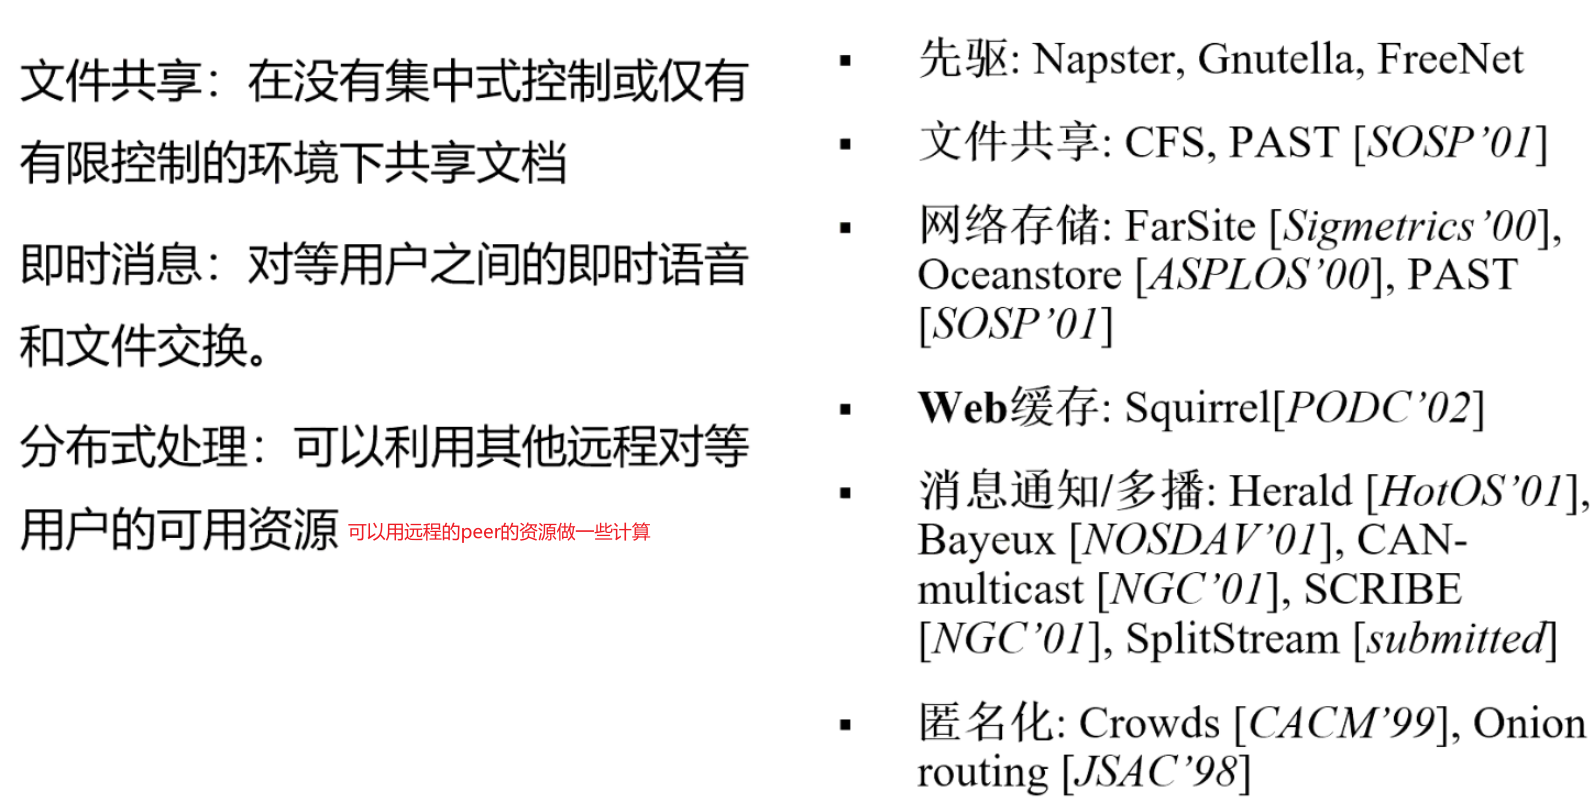 文件共享：在没有集中式控制或仅有
有限控制的环境下共享文档
即时消息：对等用户之间的即时语音
和文件交换。
分布式处理：可以利用其他远程对等
用户的可用资源 可以用远程的peer的资源做一些计算
▪ 先驱: Napster, Gnutella, FreeNet
▪ 文件共享: CFS, PAST [SOSP’01]
▪ 网络存储: FarSite [Sigmetrics’00],
Oceanstore [ASPLOS’00], PAST
[SOSP’01]
▪ Web缓存: Squirrel[PODC’02]
▪ 消息通知/多播: Herald [HotOS’01],
Bayeux [NOSDAV’01], CAN-
multicast [NGC’01], SCRIBE
[NGC’01], SplitStream [submitted]
▪ 匿名化: Crowds [CACM’99], Onion
routing [JSAC’98]